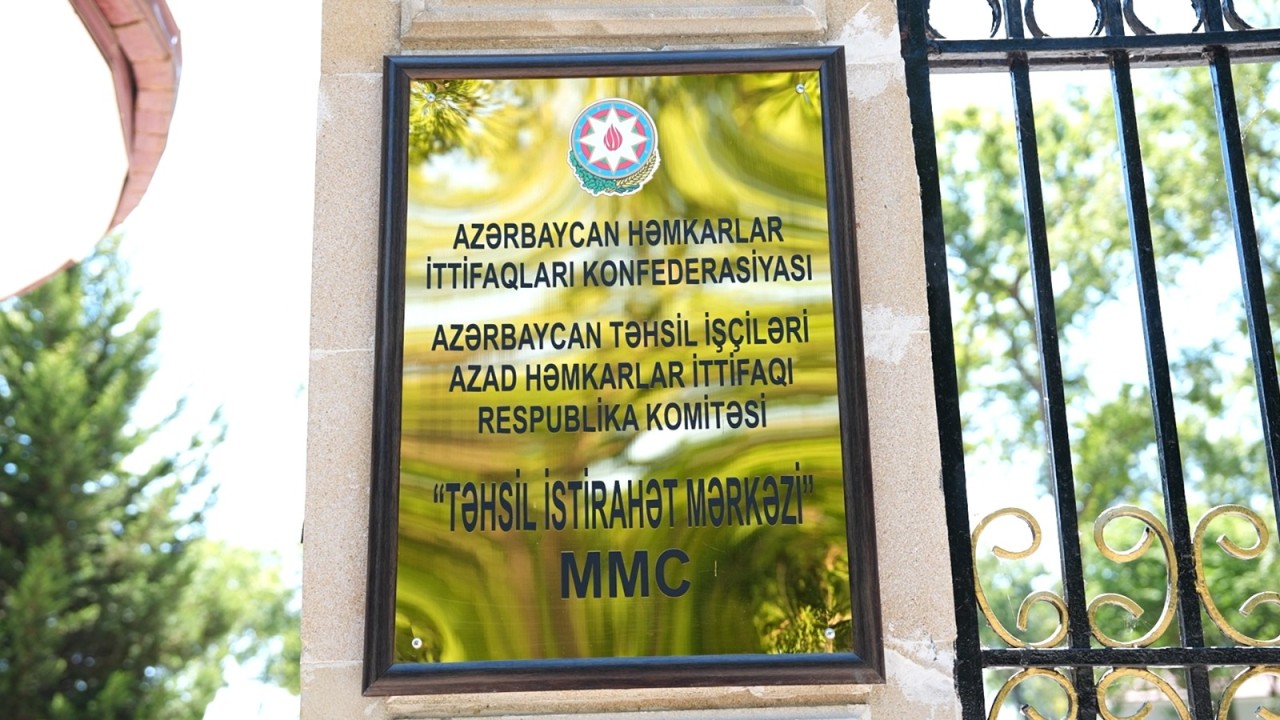 AZƏRBAYCAN HƏMKARLAR
İTTİFAQLARI KONFEDERASİYASI
AZƏRBAYCAN TƏHSİL İŞÇİLƏRİ
AZAD HƏMKARLAR İTTİFAQI
RESPUBLİKA KOMİTƏSİ
“TƏHSİL İSTİRAHƏT MƏRKƏZİ”
MMC